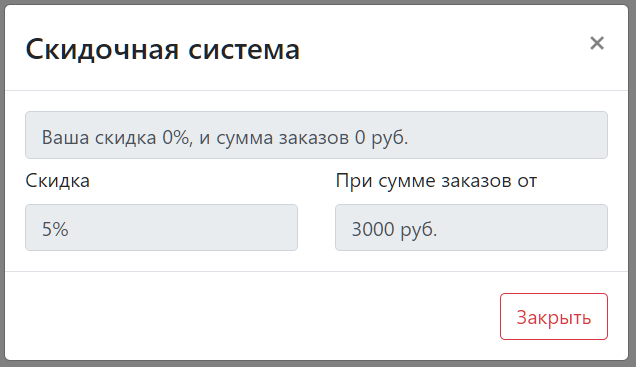 Скидочная система ×
Ваша скидка 0%, и сумма заказов 0 руб.
Скидка При сумме заказов от
5% 3000 руб.
Закрыть